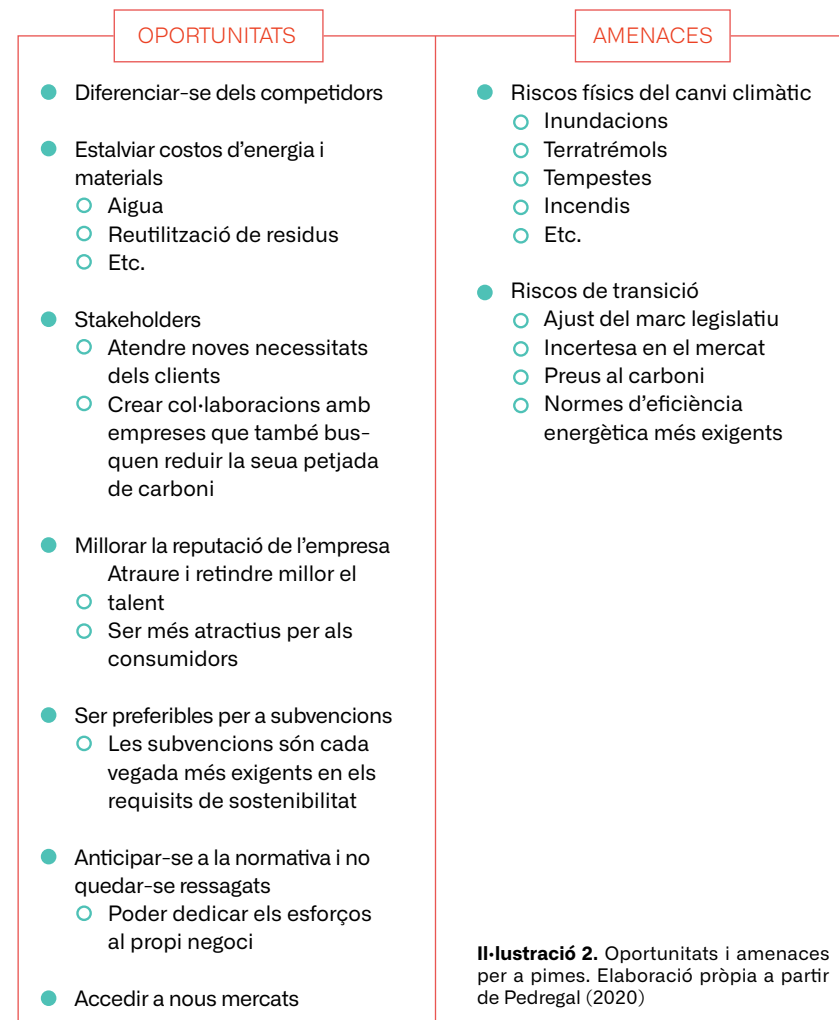 OPORTUNITATS
Diferenciar-se dels competidors
Estalviar costos d'energia i
materials
Aigua
Reutilització de residus
Etc.
Stakeholders
Atendre noves necessitats
dels clients
Crear col·laboracions amb
empreses que també bus-
quen reduir la seua petjada
de carboni
Millorar la reputació de l'empresa
Atraure i retindre millor el
talent
Ser més atractius per als
consumidors
Ser preferibles per a subvencions
Les subvencions són cada
vegada més exigents en els
requisits de sostenibilitat
Anticipar-se a la normativa i no
quedar-se ressagats
Poder dedicar els esforços
al propi negoci
Accedir a nous mercats
AMENACES
Riscos físics del canvi climàtic
Inundacions
Terratrémols
Tempestes
Incendis
Etc.
Riscos de transició
Ajust del marc legislatiu
Incertesa en el mercat
Preus al carboni
Normes d'eficiència
energètica més exigents
Il·lustració 2. Oportunitats i amenaces
per a pimes. Elaboració pròpia a partir
de Pedregal (2020)